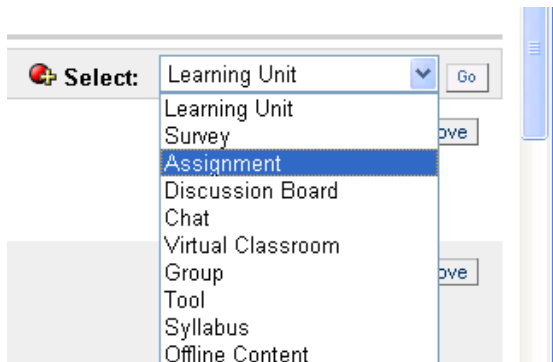 Select: Learning Unit Go
Learning Unit
Survey
Assignment
Discussion Board
Chat
Virtual Classroom
Group
Tool
Syllabus
Offline Content